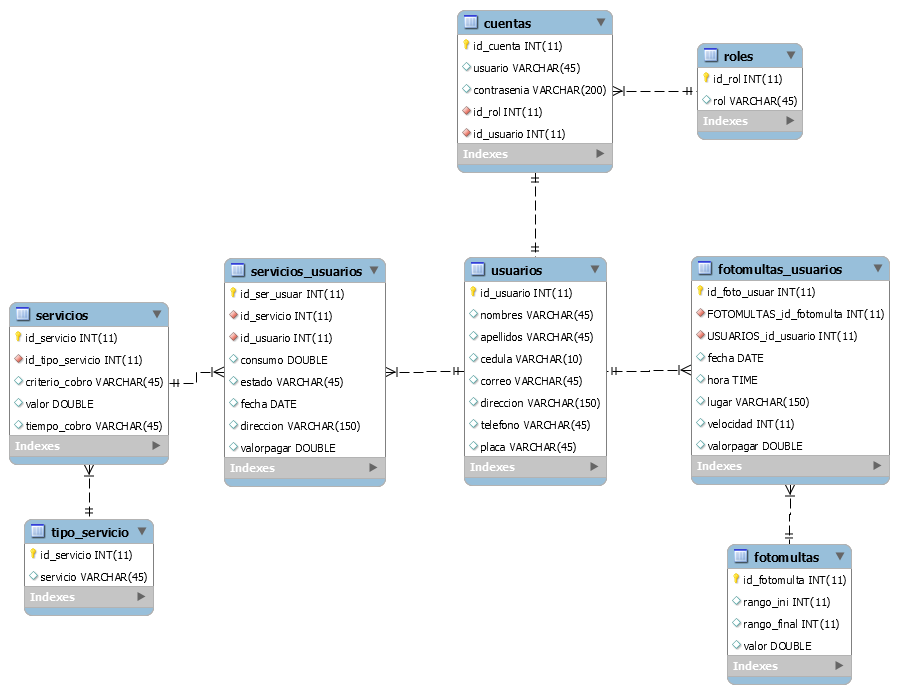 cuentas
id_cuenta INT(11)
usuario VARCHAR(45)
contrasenia VARCHAR(200)
id_rol INT(11)
id_usuario INT(11)
Indexes
roles
id_rol INT(11)
rol VARCHAR(45)
Indexes
servicios
id_servicio INT(11)
id_tipo_servicio INT(11)
criterio_cobro VARCHAR(45)
valor DOUBLE
tiempo_cobro VARCHAR(45)
Indexes
servicios_usuarios
id_ser_usuar INT(11)
id_servicio INT(11)
id_usuario INT(11)
consumo DOUBLE
estado VARCHAR(45)
fecha DATE
direccion VARCHAR(150)
valorpagar DOUBLE
Indexes
usuarios
id_usuario INT(11)
nombres VARCHAR(45)
apellidos VARCHAR(45)
cedula VARCHAR(10)
correo VARCHAR(45)
direccion VARCHAR(150)
telefono VARCHAR(45)
placa VARCHAR(45)
Indexes
fotomultas_usuarios
id_foto_usuar INT(11)
FOTOMULTAS_id_fotomulta INT(11)
USUARIOS_id_usuario INT(11)
fecha DATE
hora TIME
lugar VARCHAR(150)
velocidad INT(11)
valorpagar DOUBLE
Indexes
tipo_servicio
id_servicio INT(11)
servicio VARCHAR(45)
Indexes
fotomultas
id_fotomulta INT(11)
rango_ini INT(11)
rango_final INT(11)
valor DOUBLE
Indexes